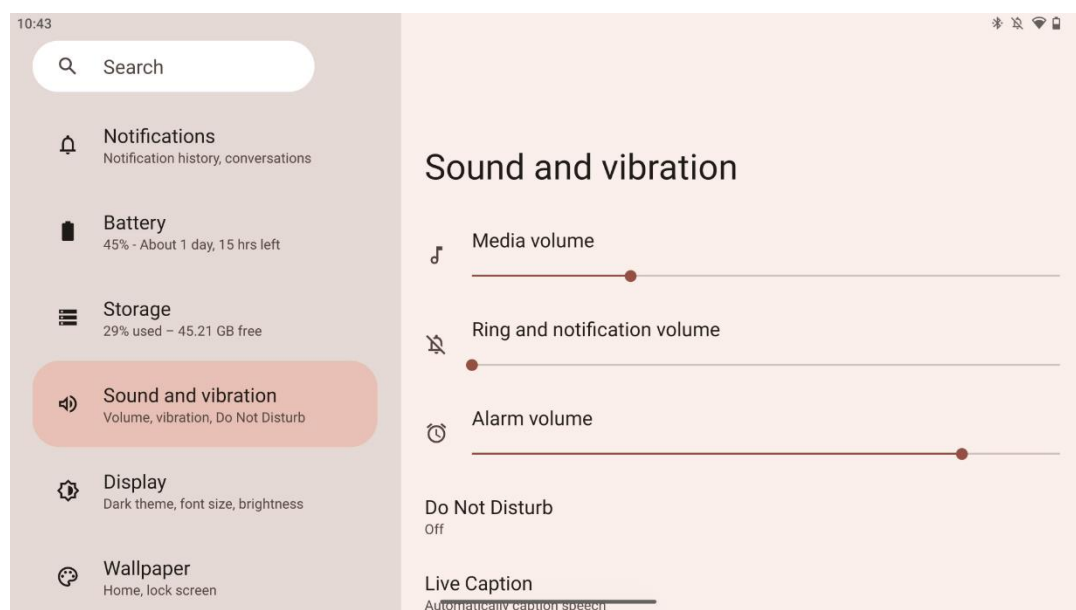 10:43
Search
Notifications
Notification history, conversations
Battery
45% - About 1 day, 15 hrs left
Storage
29% used – 45.21 GB free
Sound and vibration
Volume, vibration, Do Not Disturb
Display
Dark theme, font size, brightness
Wallpaper
Home, lock screen
Sound and vibration
Media volume
Ring and notification volume
Alarm volume
Do Not Disturb
Off
Live Caption
Automatically caption speech